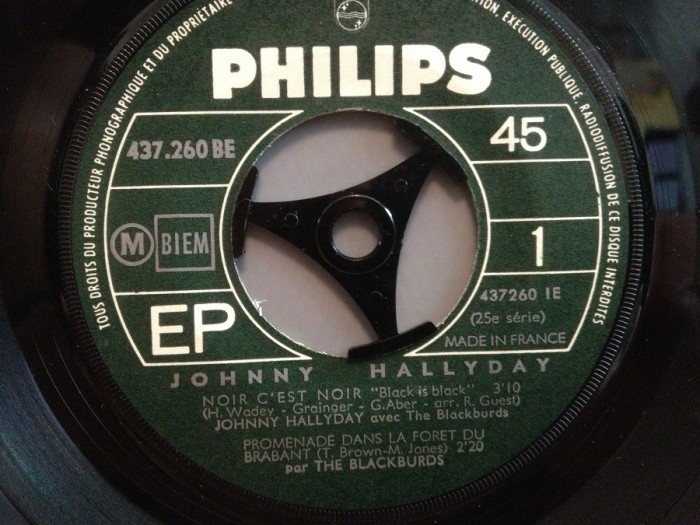 TOUS DROITS DU PRODUCTEUR PHONOGRAPHIQUE ET DU PROPRIÉTAIRE
EXÉCUTION PUBLIQUE, RADIODIFFUSION DE CE DISQUE INTERDITES
PHILIPS
437.260 BE
45
M BIEM
1
EP
437260 1E
(25e série)
MADE IN FRANCE
JOHNNY HALLYDAY
NOIR C'EST NOIR "Black is black" 3'10
(H. Wadey - Grainger - G. Aber - arr. R. Guest)
JOHNNY HALLYDAY avec The Blackburds
PROMENADE DANS LA FORET DU
BRABANT (T. Brown-M. Jones) 2'20
par THE BLACKBURDS